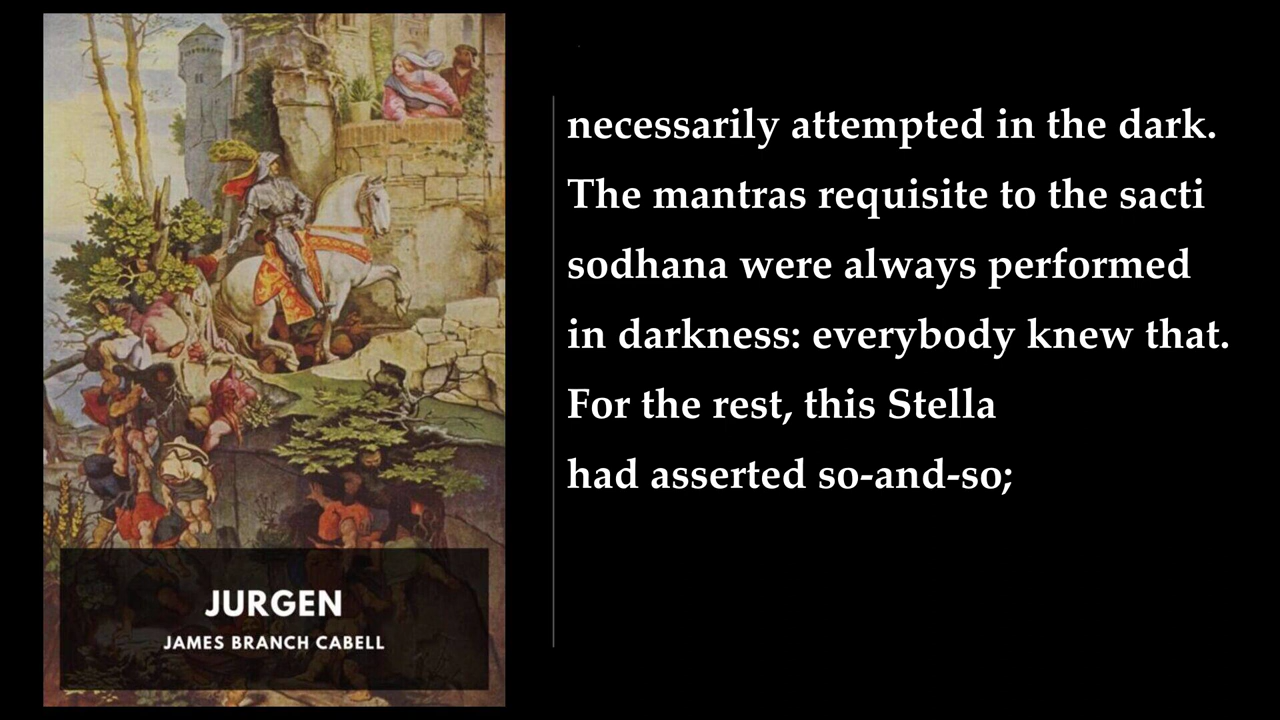 necessarily attempted in the dark.
The mantras requisite to the sacti
sodhana were always performed
in darkness: everybody knew that.
For the rest, this Stella
had asserted so-and-so;
JURGEN
JAMES BRANCH CABELL